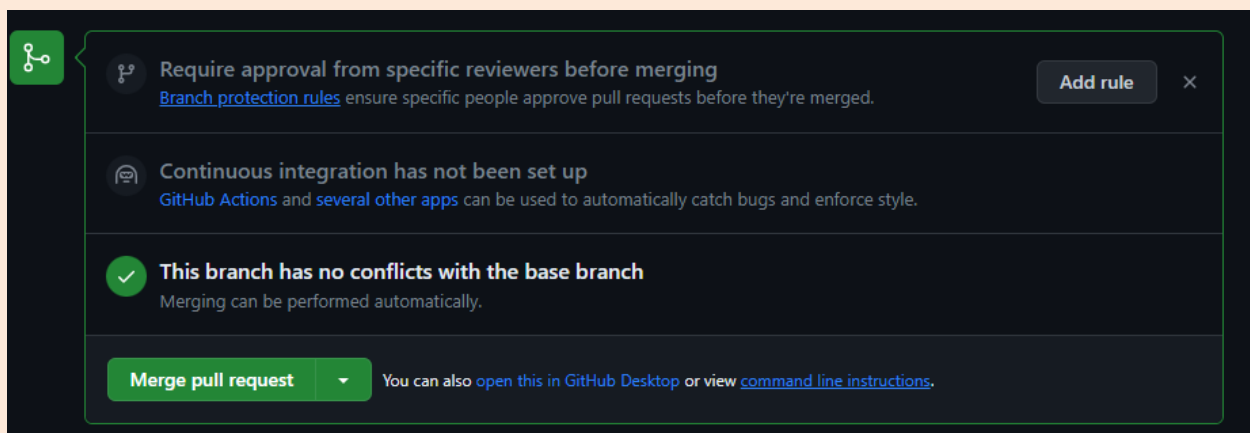 Require approval from specific reviewers before merging
Branch protection rules ensure specific people approve pull requests before they're merged.
Add rule
Continuous integration has not been set up
GitHub Actions and several other apps can be used to automatically catch bugs and enforce style.
This branch has no conflicts with the base branch
Merging can be performed automatically.
Merge pull request
You can also open this in GitHub Desktop or view command line instructions.